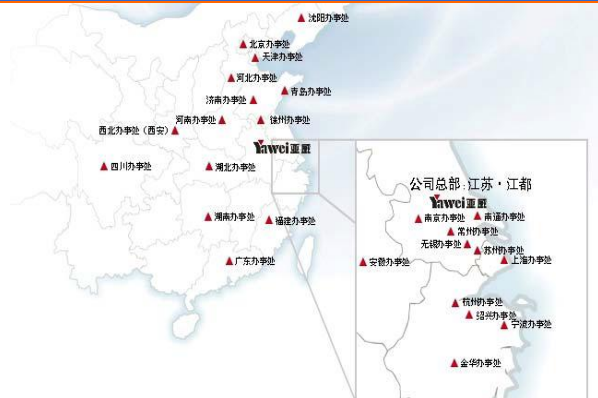 沈阳办事处
北京办事处
天津办事处
河北办事处
青岛办事处
济南办事处
河南办事处
徐州办事处
西北办事处（西安）
Yawei亚威
四川办事处
湖北办事处
湖南办事处
福建办事处
广东办事处
公司总部：江苏·江都
Yawei亚威
南京办事处
南通办事处
常州办事处
无锡办事处
苏州办事处
安徽办事处
上海办事处
杭州办事处
绍兴办事处
宁波办事处
金华办事处